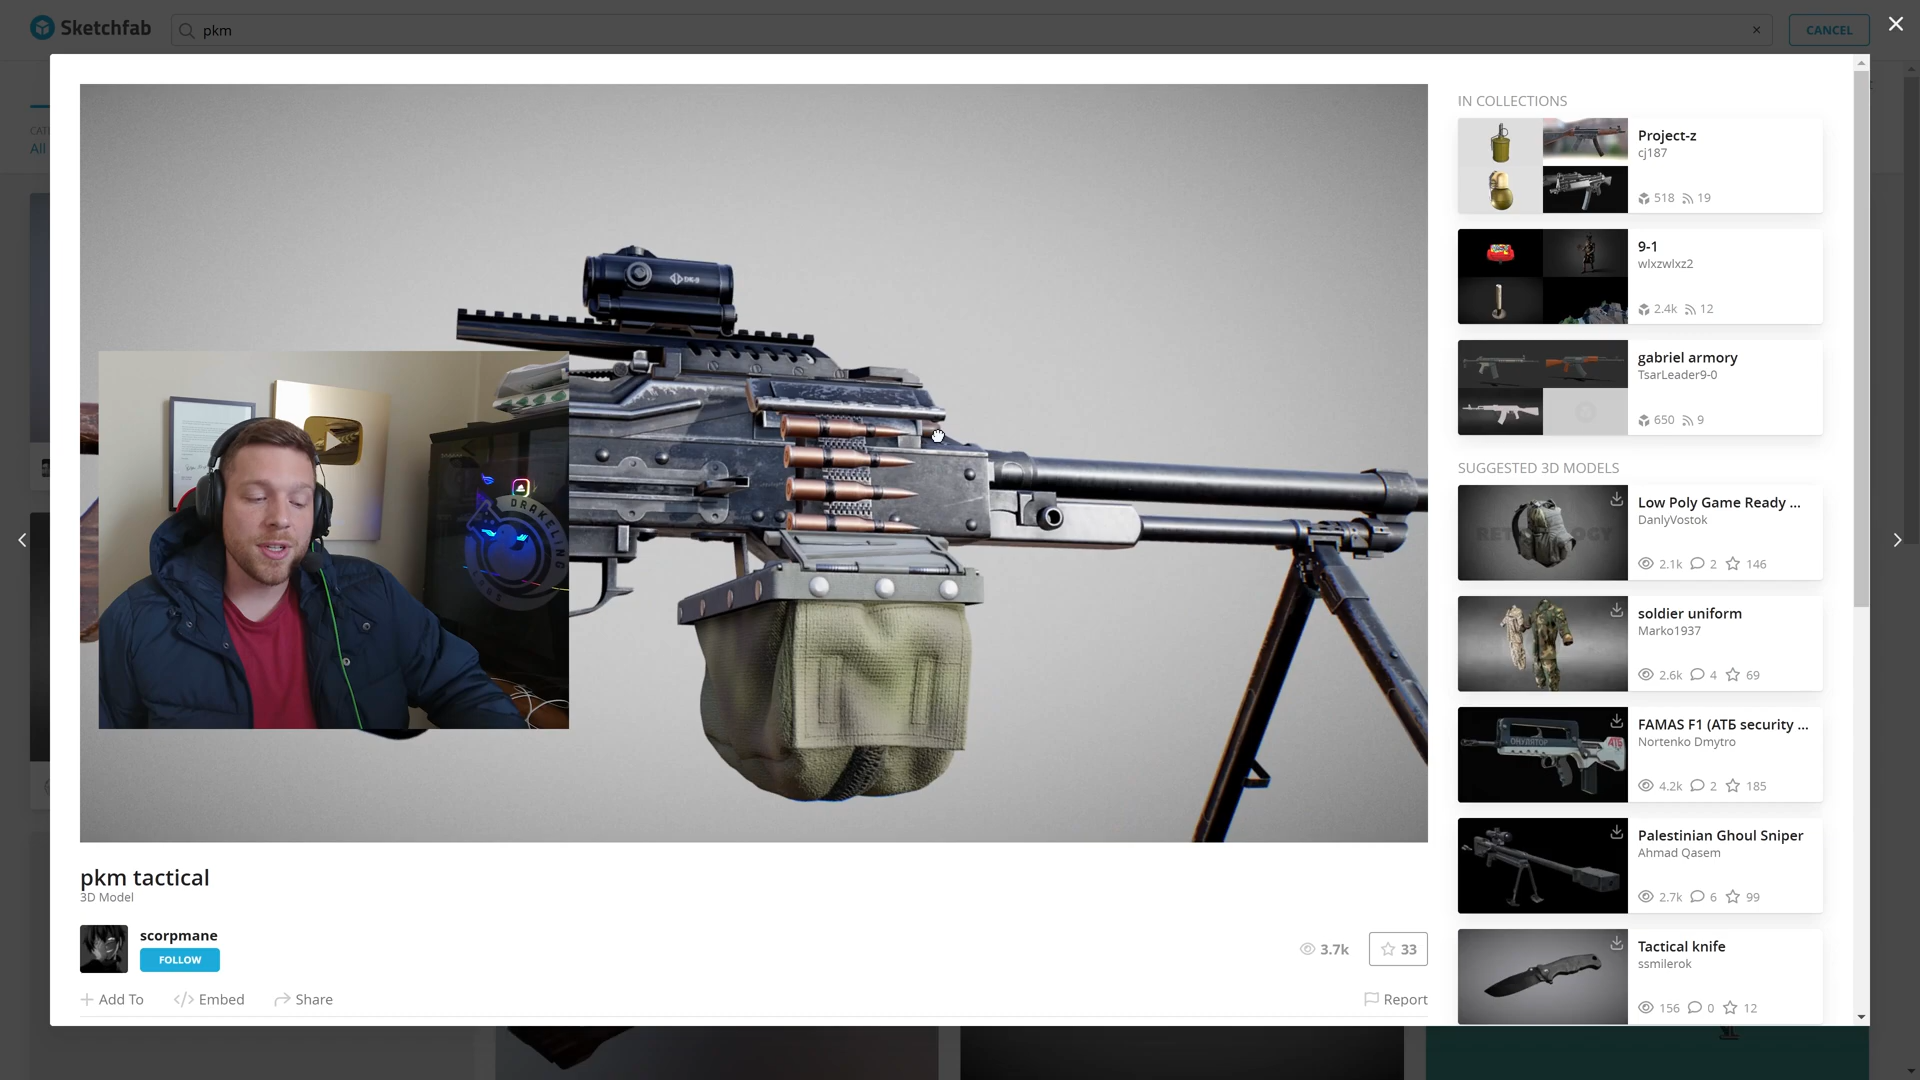 Sketchfab
pkm
CANCEL
All
DRAKELING
IN COLLECTIONS
Project-z
cj187
518 19
9-1
wlxzwlxz2
2.4k 12
gabriel armory
TsarLeader9-0
650 9
SUGGESTED 3D MODELS
Low Poly Game Ready ...
DanlyVostok
2.1k 2 146
soldier uniform
Marko1937
2.6k 4 69
FAMAS F1 (АТБ security ...
Nortenko Dmytro
4.2k 2 185
Palestinian Ghoul Sniper
Ahmad Qasem
2.7k 6 99
Tactical knife
ssmilerok
156 0 12
pkm tactical
3D Model
scorpmane
FOLLOW
3.7k 33
Add To Embed Share Report